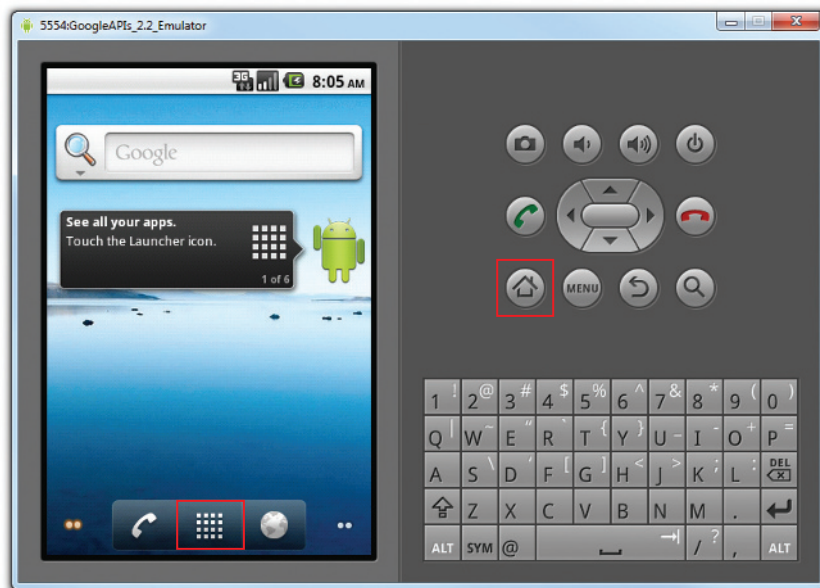 5554:GoogleAPIs_2.2_Emulator
3G 8:05 AM
Google
See all your apps.
Touch the Launcher icon.
1 of 6
MENU
1 ! 2 @ 3 # 4 $ 5 % 6 ^ 7 & 8 * 9 ( 0 )
Q | W ~ E " R ` T { Y } U _ I - O + P =
A S \ D ' F [ G ] H < J > K ; L : DEL
Z X C V B N M .
ALT SYM @ / ? , ALT